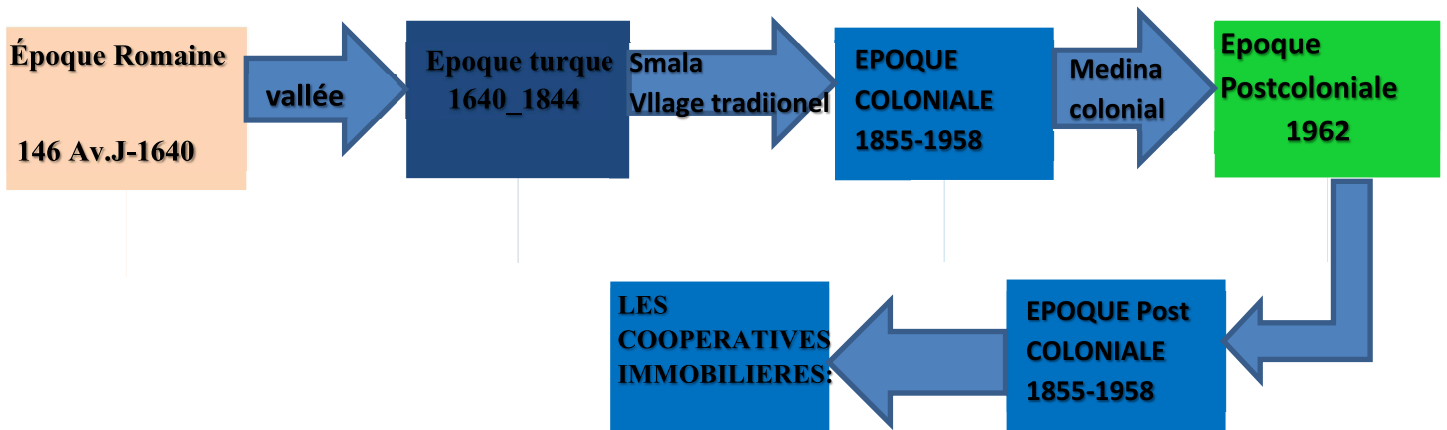 Époque Romaine
146 Av.J-1640
vallée
Epoque turque
1640_1844
Smala
Vllage tradiionel
EPOQUE
COLONIALE
1855-1958
Medina
colonial
Epoque
Postcoloniale
1962
EPOQUE Post
COLONIALE
1855-1958
LES
COOPERATIVES
IMMOBILIERES: